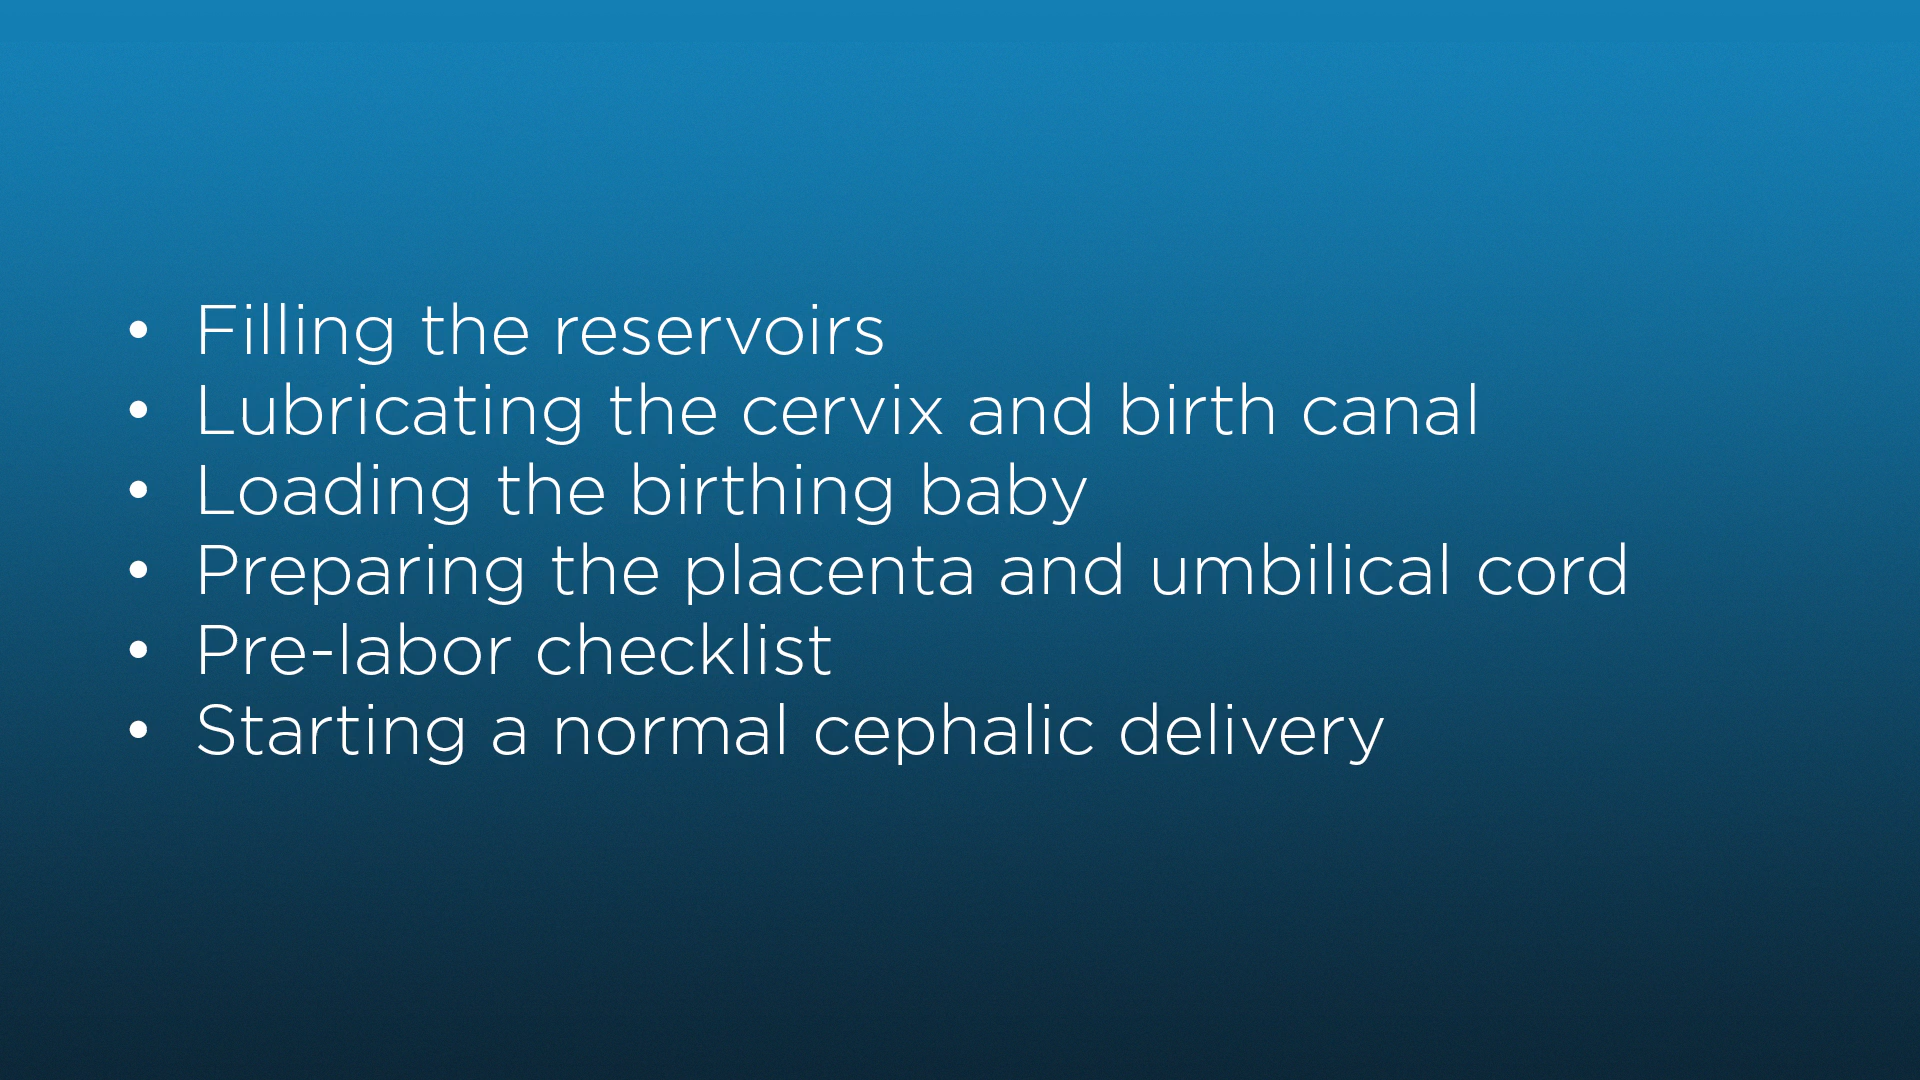 • Filling the reservoirs
• Lubricating the cervix and birth canal
• Loading the birthing baby
• Preparing the placenta and umbilical cord
• Pre-labor checklist
• Starting a normal cephalic delivery